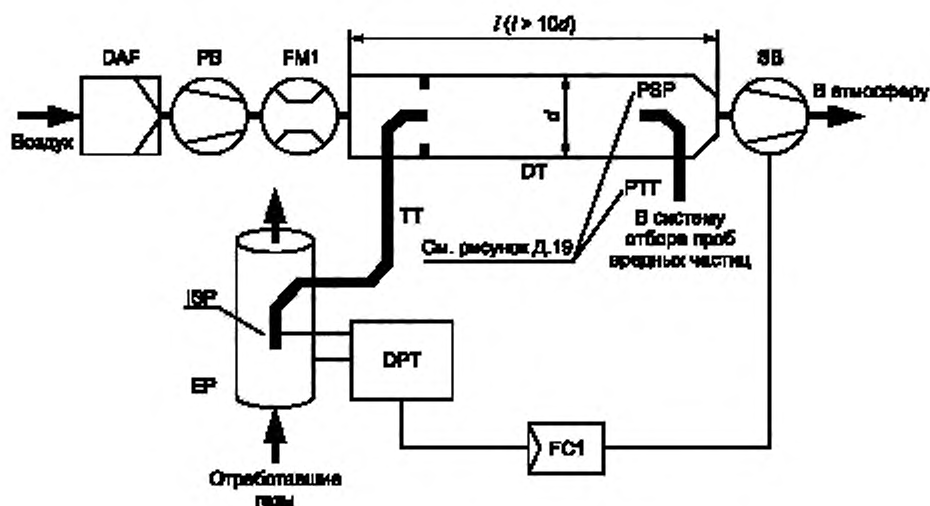 l (l > 10d)
DAF
PB
FM1
SB
В атмосферу
Воздух
d
PSP
DT
PTT
TT
В систему
отбора проб
вредных частиц
См. рисунок Д.19
ISP
DPT
EP
FC1
Отработавшие
газы